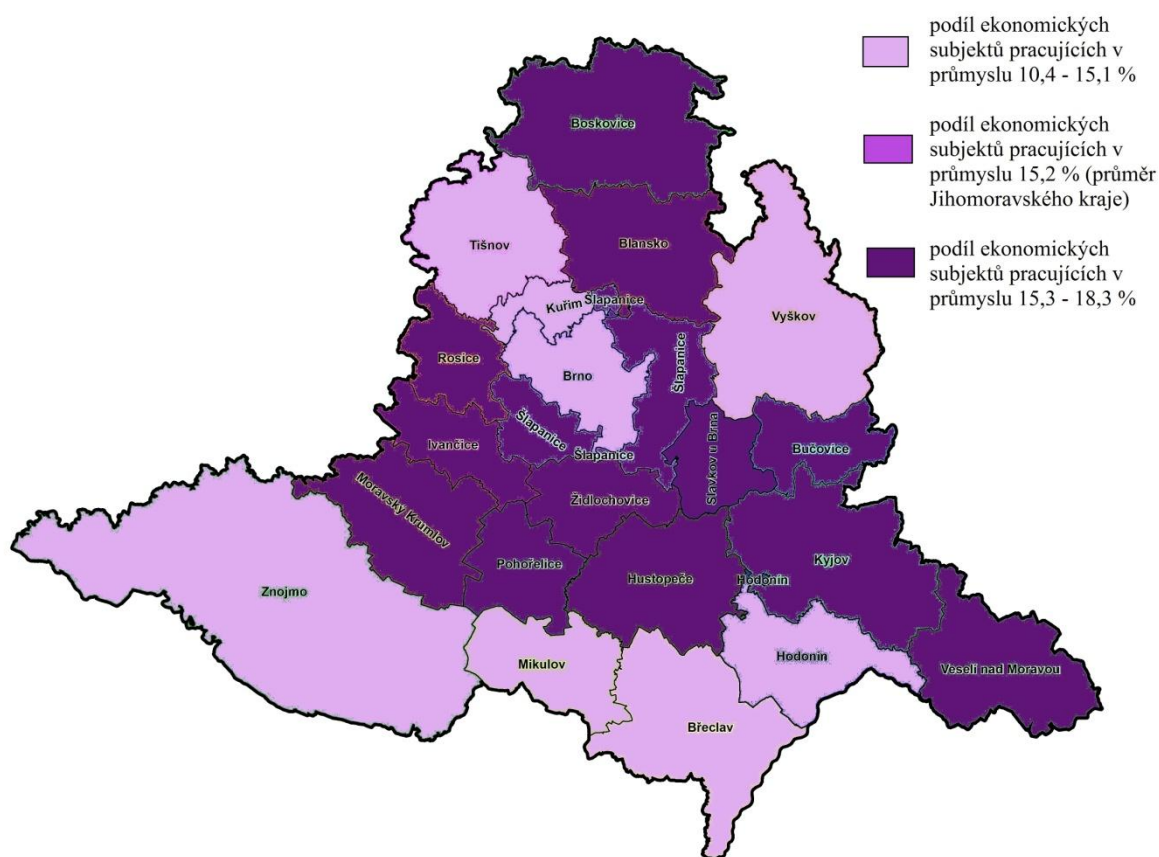 podíl ekonomických
subjektů pracujících v
průmyslu 10,4 - 15,1 %
podíl ekonomických
subjektů pracujících v
průmyslu 15,2 % (průměr
Jihomoravského kraje)
podíl ekonomických
subjektů pracujících v
průmyslu 15,3 - 18,3 %
Boskovice
Tišnov
Blansko
Kuřim
Šlapanice
Vyškov
Rosice
Brno
Šlapanice
Ivančice
Šlapanice
Šlapanice
Slavkov u Brna
Bučovice
Moravský Krumlov
Židlochovice
Pohořelice
Hustopeče
Hodonín
Kyjov
Znojmo
Mikulov
Hodonín
Veselí nad Moravou
Břeclav